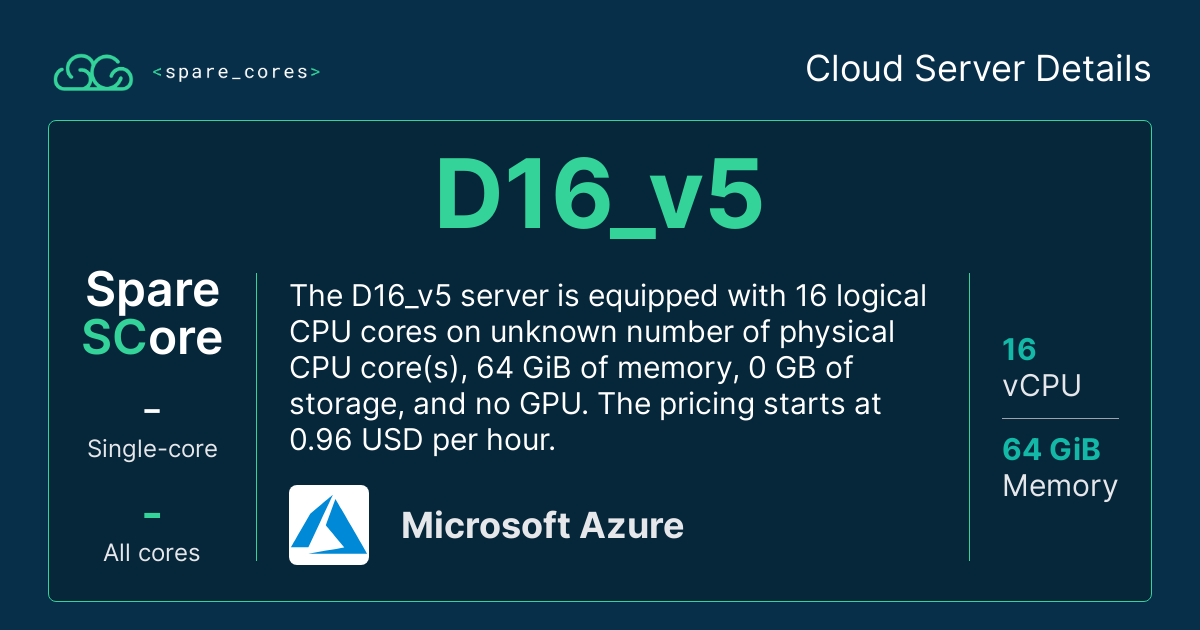 <spare_cores>
Cloud Server Details
D16_v5
Spare
SCore
–
Single-core
–
All cores
The D16_v5 server is equipped with 16 logical
CPU cores on unknown number of physical
CPU core(s), 64 GiB of memory, 0 GB of
storage, and no GPU. The pricing starts at
0.96 USD per hour.
Microsoft Azure
16
vCPU
64 GiB
Memory